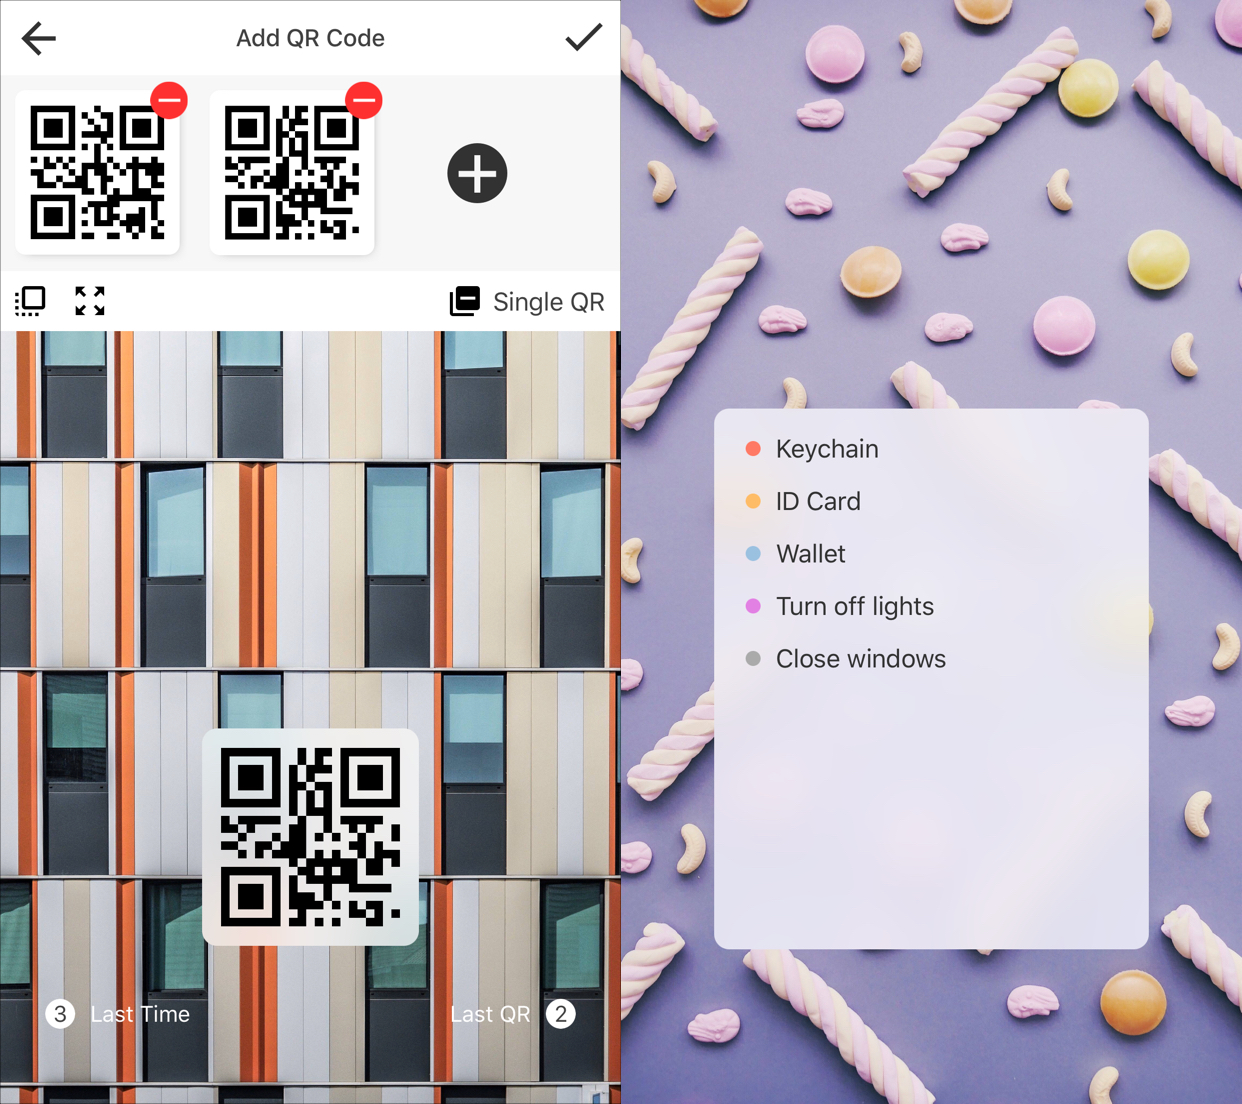 Add QR Code
Single QR
3 Last Time
Last QR 2
Keychain
ID Card
Wallet
Turn off lights
Close windows